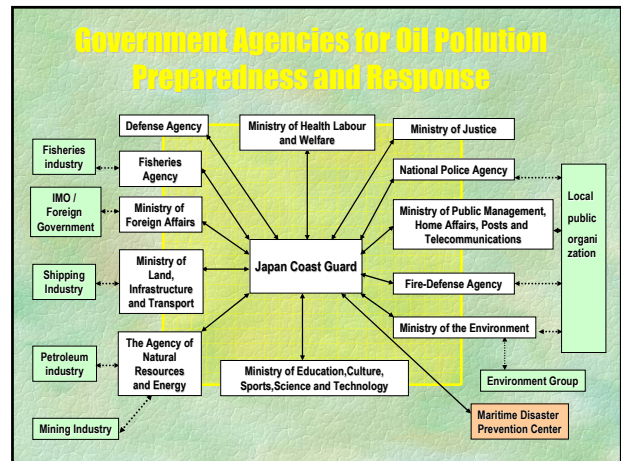 Government Agencies for Oil Pollution
Preparedness and Response
Defense Agency
Ministry of Health Labour
and Welfare
Ministry of Justice
Fisheries
industry
Fisheries
Agency
National Police Agency
Local
public
organi
zation
IMO /
Foreign
Government
Ministry of
Foreign Affairs
Ministry of Public Management,
Home Affairs, Posts and
Telecommunications
Japan Coast Guard
Shipping
Industry
Ministry of
Land,
Infrastructure
and Transport
Fire-Defense Agency
Ministry of the Environment
Petroleum
industry
The Agency of
Natural
Resources
and Energy
Ministry of Education,Culture,
Sports,Science and Technology
Environment Group
Mining Industry
Maritime Disaster
Prevention Center